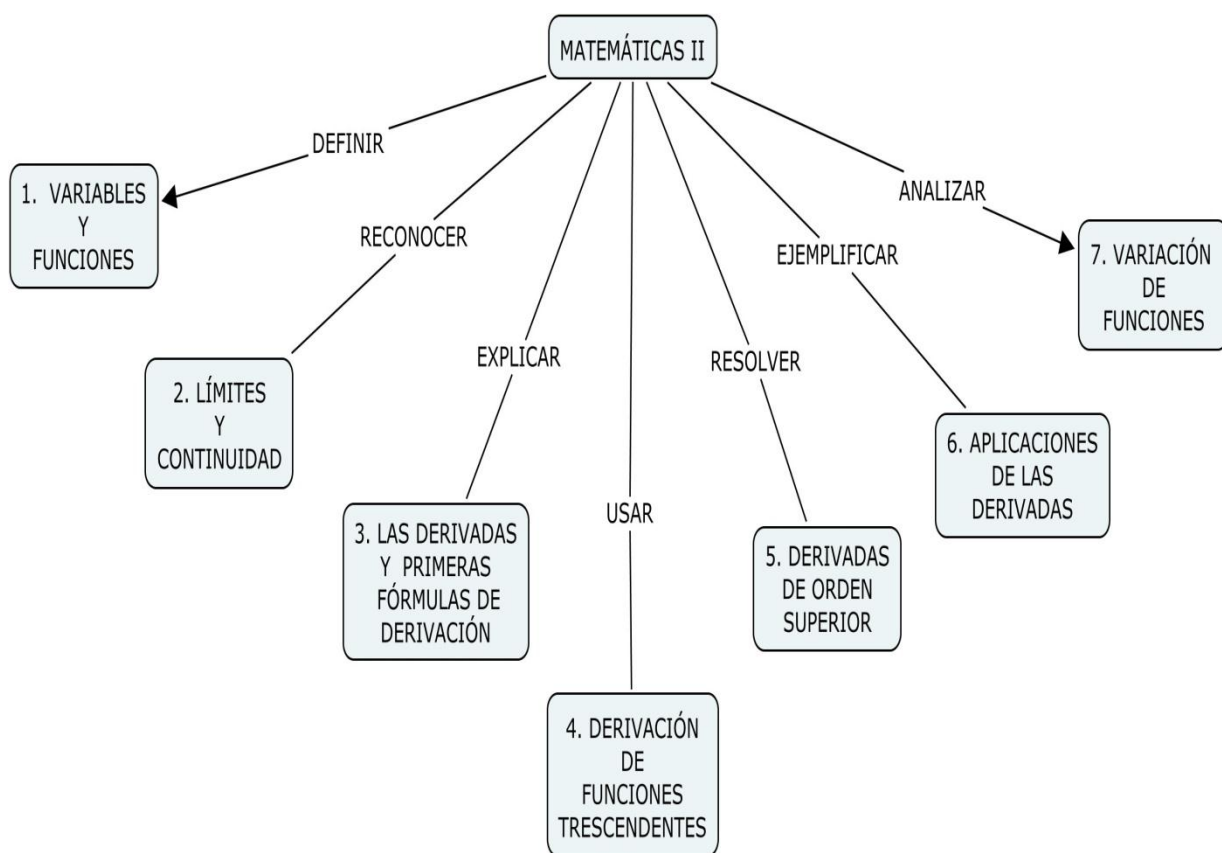 MATEMÁTICAS II
DEFINIR
1. VARIABLES
Y
FUNCIONES
RECONOCER
2. LÍMITES
Y
CONTINUIDAD
EXPLICAR
3. LAS DERIVADAS
Y PRIMERAS
FÓRMULAS DE
DERIVACIÓN
USAR
4. DERIVACIÓN
DE
FUNCIONES
TRESCENDENTES
RESOLVER
5. DERIVADAS
DE ORDEN
SUPERIOR
EJEMPLIFICAR
6. APLICACIONES
DE LAS
DERIVADAS
ANALIZAR
7. VARIACIÓN
DE
FUNCIONES